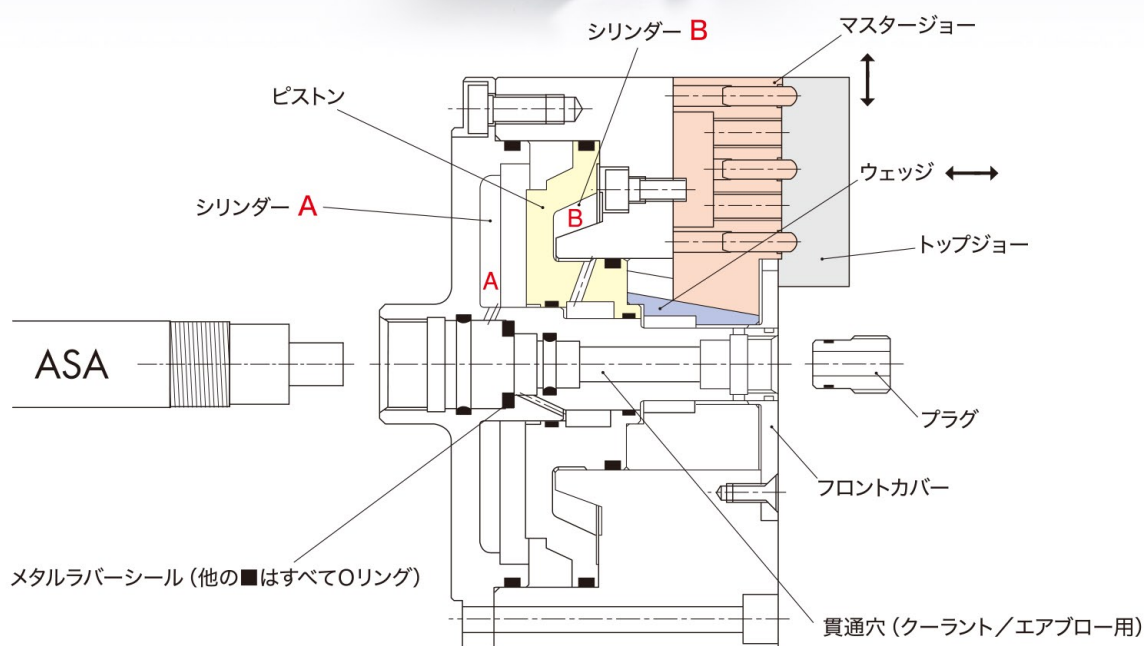 シリンダー B
マスタージョー
ピストン
ウェッジ
シリンダー A
B
トップジョー
A
ASA
プラグ
フロントカバー
メタルラバーシール（他の■はすべてOリング）
貫通穴（クーラント／エアブロー用）